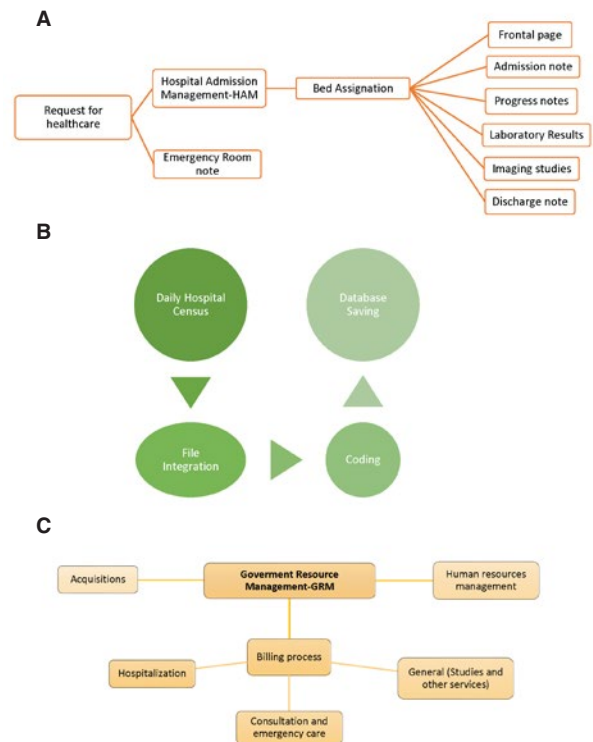 A
Request for
healthcare
Hospital Admission
Management-HAM
Emergency Room
note
Bed Assignation
Frontal page
Admission note
Progress notes
Laboratory Results
Imaging studies
Discharge note
B
Daily Hospital
Census
Database
Saving
File
Integration
Coding
C
Acquisitions
Goverment Resource
Management-GRM
Human resources
management
Billing process
Hospitalization
General (Studies and
other services)
Consultation and
emergency care